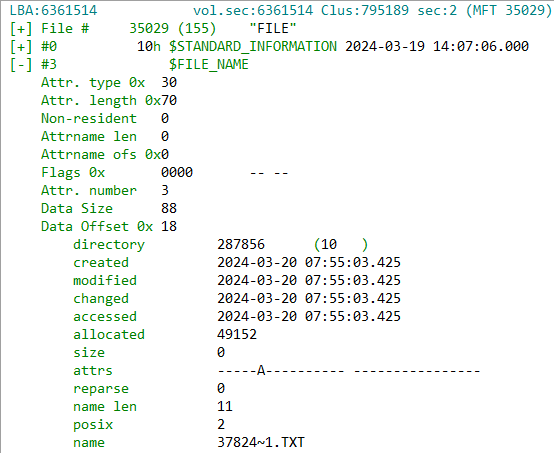 LBA:6361514 vol.sec:6361514 Clus:795189 sec:2 (MFT 35029)
[+] File # 35029 (155) "FILE"
[+] #0 10h $STANDARD_INFORMATION 2024-03-19 14:07:06.000
[-] #3 $FILE_NAME
Attr. type 0x 30
Attr. length 0x70
Non-resident 0
Attrname len 0
Attrname ofs 0x0
Flags 0x 0000 -- --
Attr. number 3
Data Size 88
Data Offset 0x 18
directory 287856 (10 )
created 2024-03-20 07:55:03.425
modified 2024-03-20 07:55:03.425
changed 2024-03-20 07:55:03.425
accessed 2024-03-20 07:55:03.425
allocated 49152
size 0
attrs -----A---------- ----------------
reparse 0
name len 11
posix 2
name 37824~1.TXT